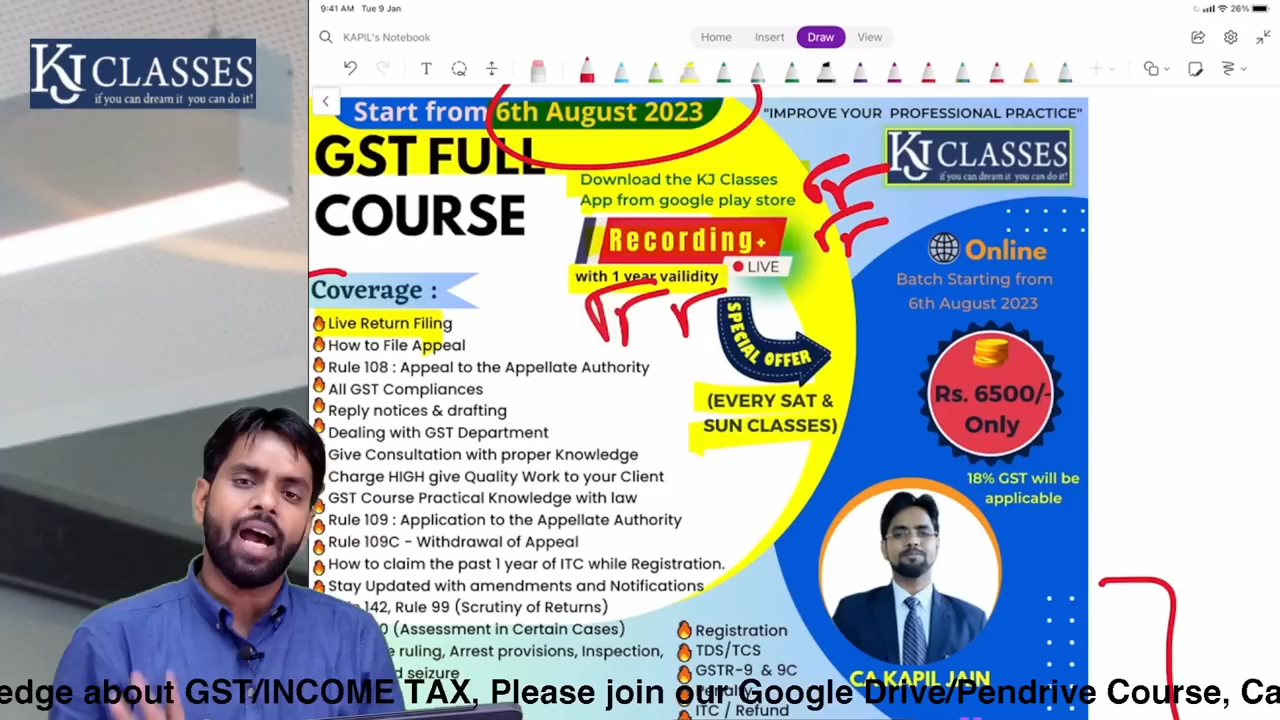 9:41 AM Tue 9 Jan
26%
KJ CLASSES
if you can dream it you can do it!
KAPIL's Notebook
Home Insert Draw View
Start from 6th August 2023
"IMPROVE YOUR PROFESSIONAL PRACTICE"
GST FULL
COURSE
KJ CLASSES
if you can dream it you can do it!
Download the KJ Classes
App from google play store
Recording+
LIVE
with 1 year vailidity
Online
Batch Starting from
6th August 2023
SPECIAL OFFER
(EVERY SAT &
SUN CLASSES)
Rs. 6500/-
Only
18% GST will be
applicable
Coverage :
Live Return Filing
How to File Appeal
Rule 108 : Appeal to the Appellate Authority
All GST Compliances
Reply notices & drafting
Dealing with GST Department
Give Consultation with proper Knowledge
Charge HIGH give Quality Work to your Client
GST Course Practical Knowledge with law
Rule 109 : Application to the Appellate Authority
Rule 109C - Withdrawal of Appeal
How to claim the past 1 year of ITC while Registration.
Stay Updated with amendments and Notifications
142, Rule 99 (Scrutiny of Returns)
(Assessment in Certain Cases)
ruling, Arrest provisions, Inspection,
seizure
Registration
TDS/TCS
GSTR-9 & 9C
Penalty
ITC / Refund
CA KAPIL JAIN
edge about GST/INCOME TAX, Please join our Google Drive/Pendrive Course, Ca